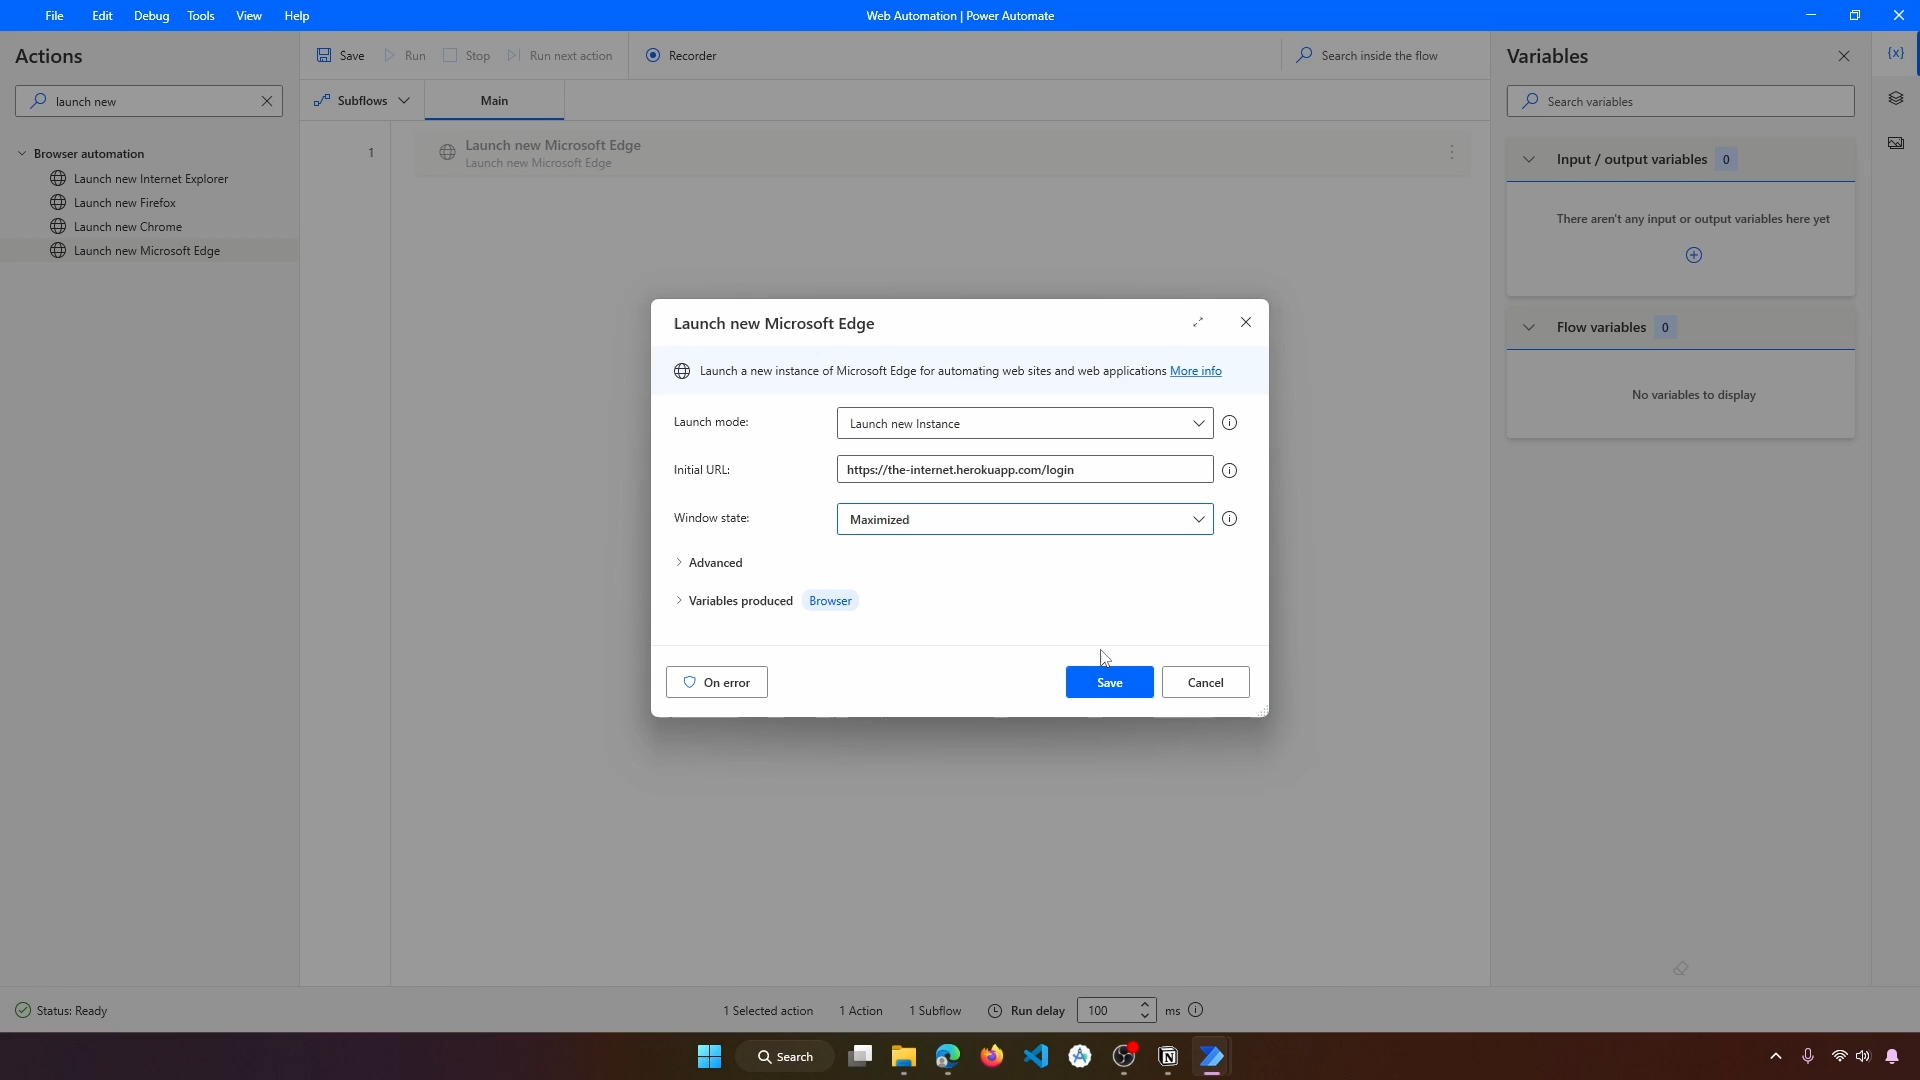 File Edit Debug Tools View Help
Web Automation | Power Automate
Actions
Save Run Stop Run next action Recorder
Search inside the flow
Variables
{x}
launch new
Subflows Main
Search variables
Browser automation
Launch new Internet Explorer
Launch new Firefox
Launch new Chrome
Launch new Microsoft Edge
1
Launch new Microsoft Edge
Launch new Microsoft Edge
Input / output variables 0
There aren't any input or output variables here yet
Flow variables 0
No variables to display
Launch new Microsoft Edge
Launch a new instance of Microsoft Edge for automating web sites and web applications More info
Launch mode: Launch new Instance
Initial URL: https://the-internet.herokuapp.com/login
Window state: Maximized
Advanced
Variables produced Browser
On error Save Cancel
Status: Ready
1 Selected action 1 Action 1 Subflow Run delay 100 ms
Search